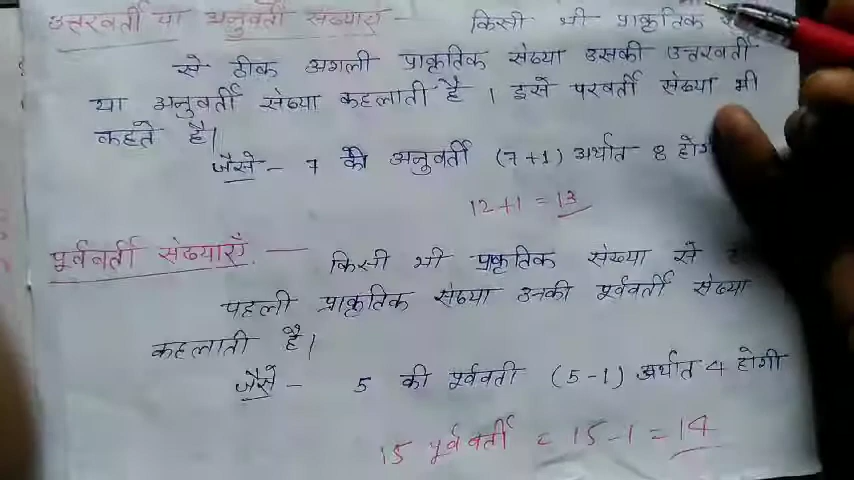 उत्तरवर्ती या अनुवर्ती संख्याएँ — किसी भी प्राकृतिक
से ठीक अगली प्राकृतिक संख्या उसकी उत्तरवर्ती
या अनुवर्ती संख्या कहलाती है । इसे परवर्ती संख्या भी
कहते है।
जैसे - 7 की अनुवर्ती (7+1) अर्थात 8
12+1 = 13
पूर्ववर्ती संख्याएँ — किसी भी प्रकृतिक संख्या से
पहली प्राकृतिक संख्या उनकी पूर्ववर्ती संख्या
कहलाती है।
जैसे - 5 की पूर्ववर्ती (5-1) अर्थात 4 होगी
15 पूर्ववर्ती = 15-1 = 14